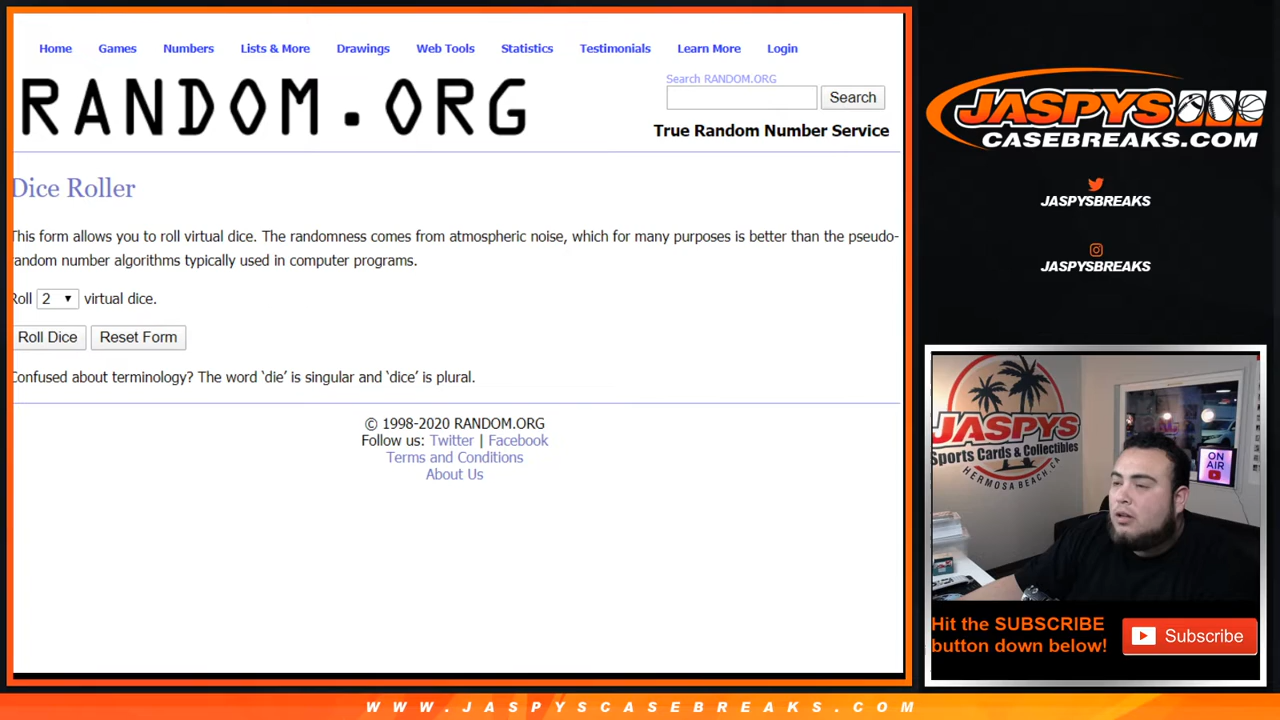 Home Games Numbers Lists & More Drawings Web Tools Statistics Testimonials Learn More Login
RANDOM.ORG
Search RANDOM.ORG
Search
True Random Number Service
Dice Roller
This form allows you to roll virtual dice. The randomness comes from atmospheric noise, which for many purposes is better than the pseudo-
random number algorithms typically used in computer programs.
Roll 2 virtual dice.
Roll Dice Reset Form
Confused about terminology? The word ‘die’ is singular and ‘dice’ is plural.
© 1998-2020 RANDOM.ORG
Follow us: Twitter | Facebook
Terms and Conditions
About Us
JASPYS
CASEBREAKS.COM
JASPYSBREAKS
JASPYSBREAKS
JASPYS
Sports Cards & Collectibles
HERMOSA BEACH, CA
ON
AIR
Hit the SUBSCRIBE
button down below!
Subscribe
WWW.JASPYSCASEBREAKS.COM